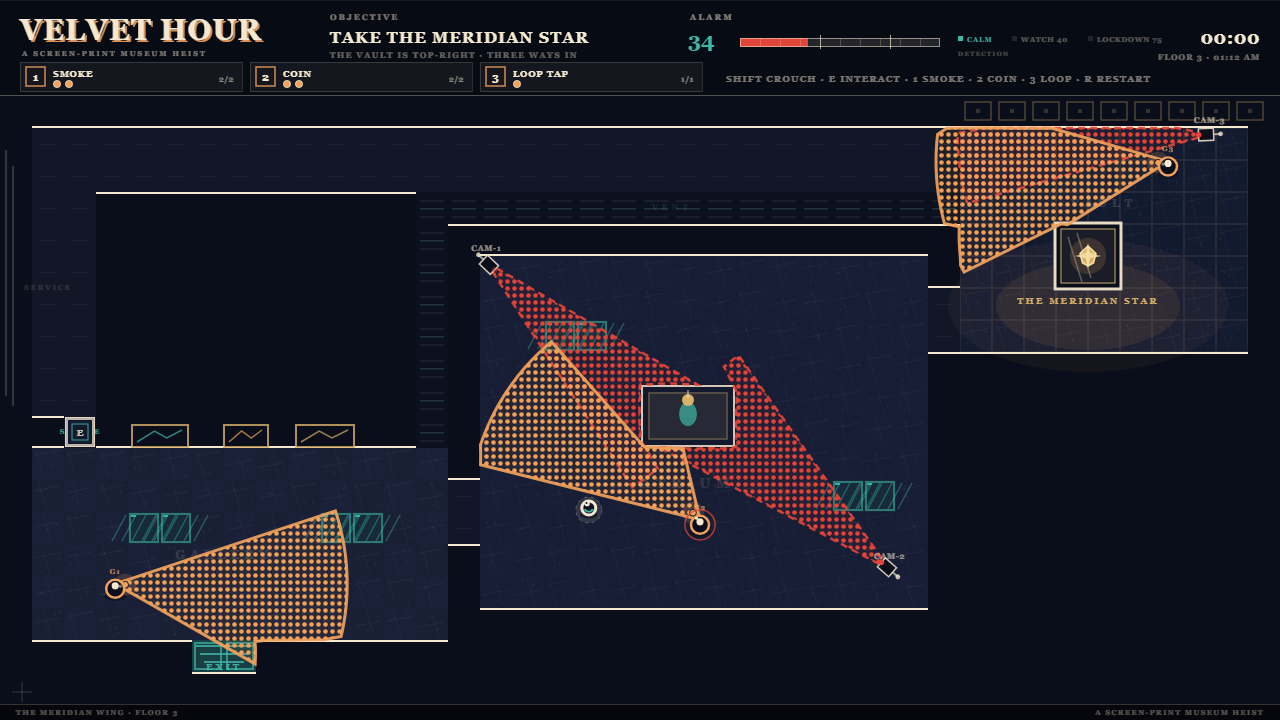 VELVET HOUR
A SCREEN-PRINT MUSEUM HEIST
OBJECTIVE
TAKE THE MERIDIAN STAR
THE VAULT IS TOP-RIGHT · THREE WAYS IN
ALARM
34
CALM
WATCH 40
LOCKDOWN 75
DETECTION
00:00
FLOOR 3 · 01:12 AM
1 SMOKE 2/2
2 COIN 2/2
3 LOOP TAP 1/1
SHIFT CROUCH · E INTERACT · 1 SMOKE · 2 COIN · 3 LOOP · R RESTART
CAM-3
G3
VENT
CAM-1
SERVICE
THE MERIDIAN STAR
E
CAM-2
G1
EXIT
THE MERIDIAN WING · FLOOR 3
A SCREEN-PRINT MUSEUM HEIST